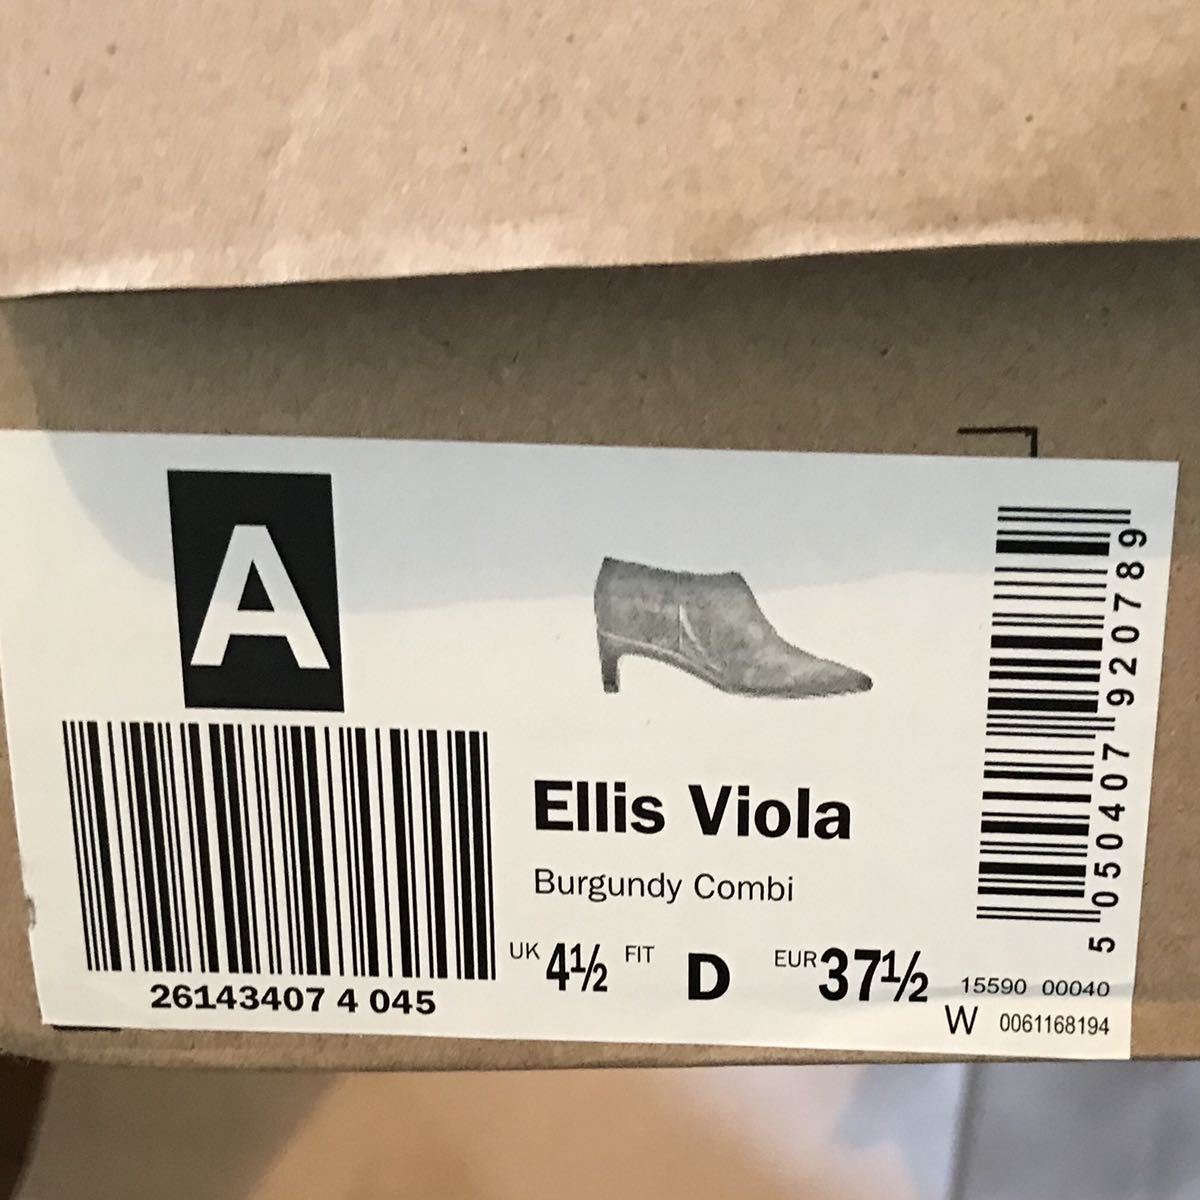 A
26143407 4 045
Ellis Viola
Burgundy Combi
UK 4½ FIT D EUR 37½
5 050407 920789
15590 00040
W 0061168194